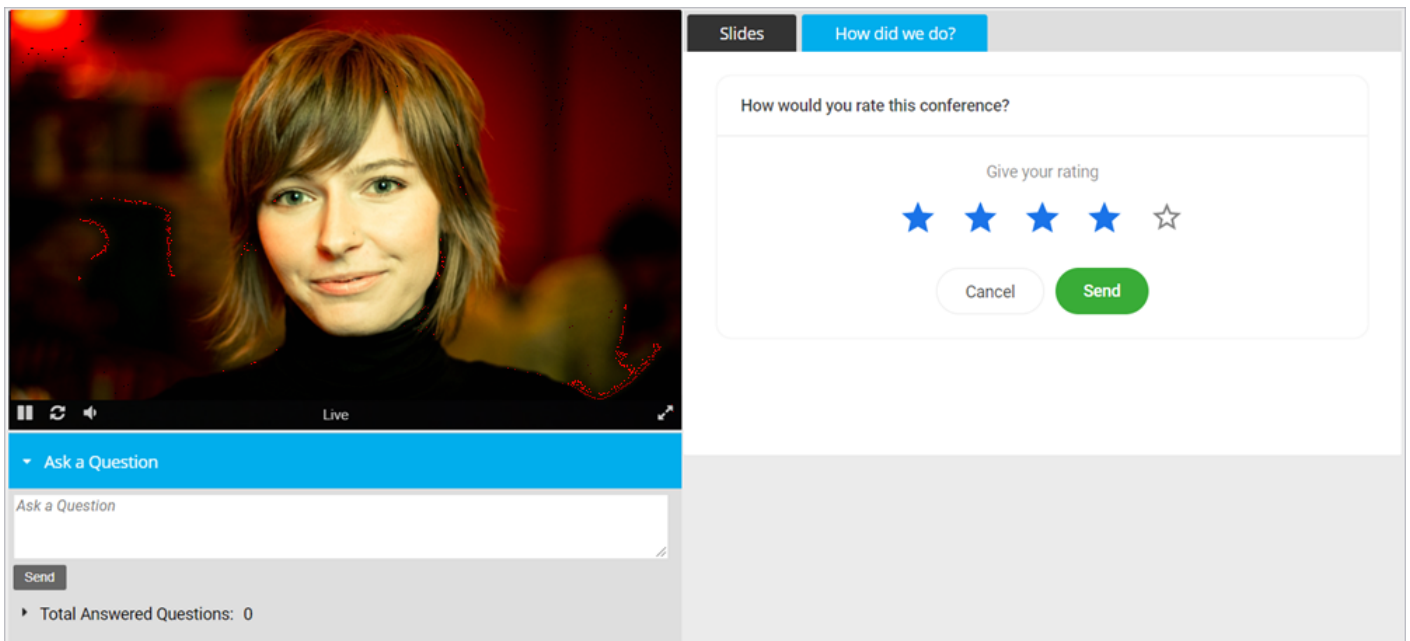 Slides
How did we do?
How would you rate this conference?
Give your rating
Cancel
Send
Live
Ask a Question
Ask a Question
Send
Total Answered Questions: 0